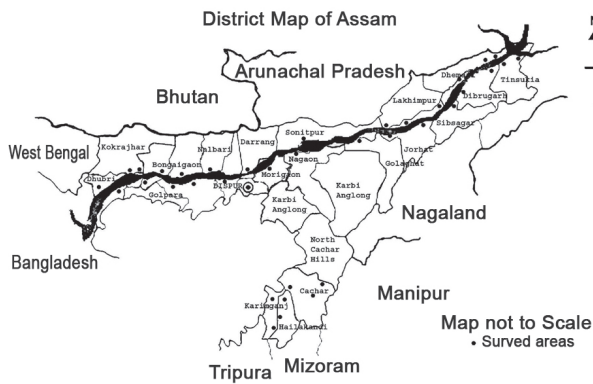 District Map of Assam
N
Arunachal Pradesh
Bhutan
Dhemaji
Tinsukia
Dibrugarh
Lakhimpur
Sibsagar
West Bengal
Kokrajhar
Nalbari
Darrang
Sonitpur
Bongaigaon
Nagaon
Jorhat
Golaghat
Dhubri
Golpara
DISPUR
Morigaon
Karbi
Anglong
Karbi
Anglong
Nagaland
North
Cachar
Hills
Bangladesh
Cachar
Manipur
Karimganj
Hailakandi
Map not to Scale
• Surved areas
Tripura
Mizoram